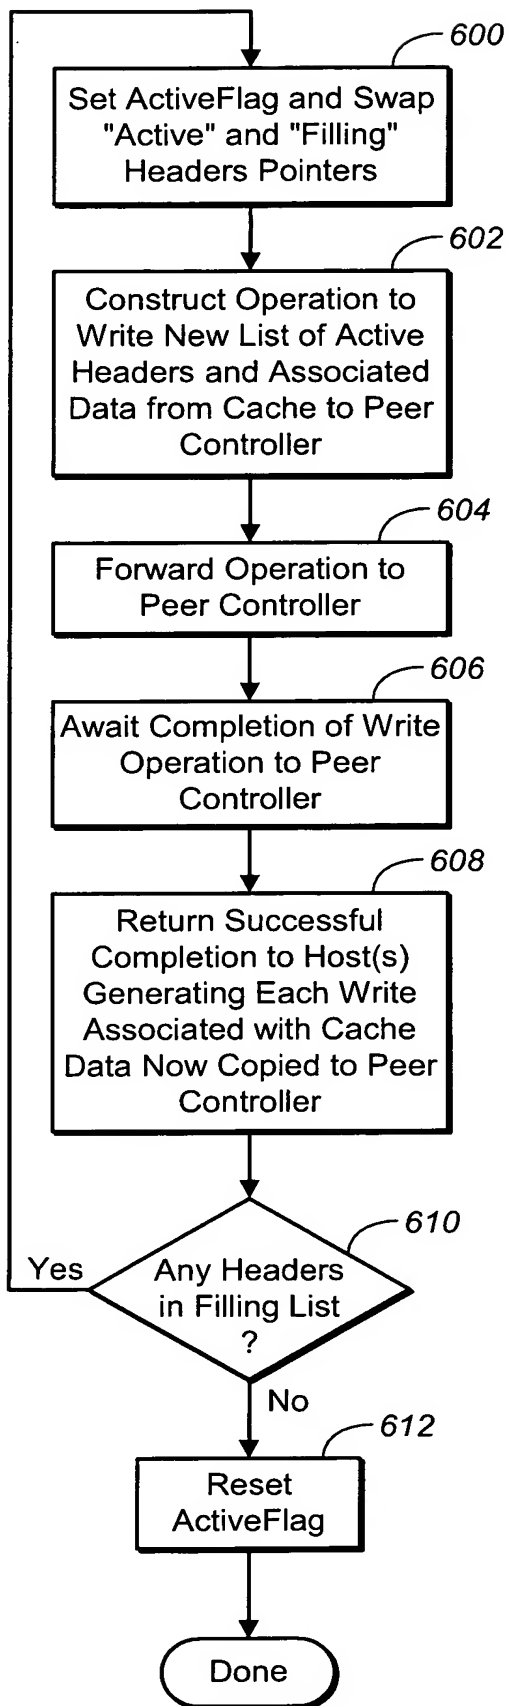 600
Set ActiveFlag and Swap
"Active" and "Filling"
Headers Pointers
602
Construct Operation to
Write New List of Active
Headers and Associated
Data from Cache to Peer
Controller
604
Forward Operation to
Peer Controller
606
Await Completion of Write
Operation to Peer
Controller
608
Return Successful
Completion to Host(s)
Generating Each Write
Associated with Cache
Data Now Copied to Peer
Controller
610
Yes
Any Headers
in Filling List
?
No
612
Reset
ActiveFlag
Done